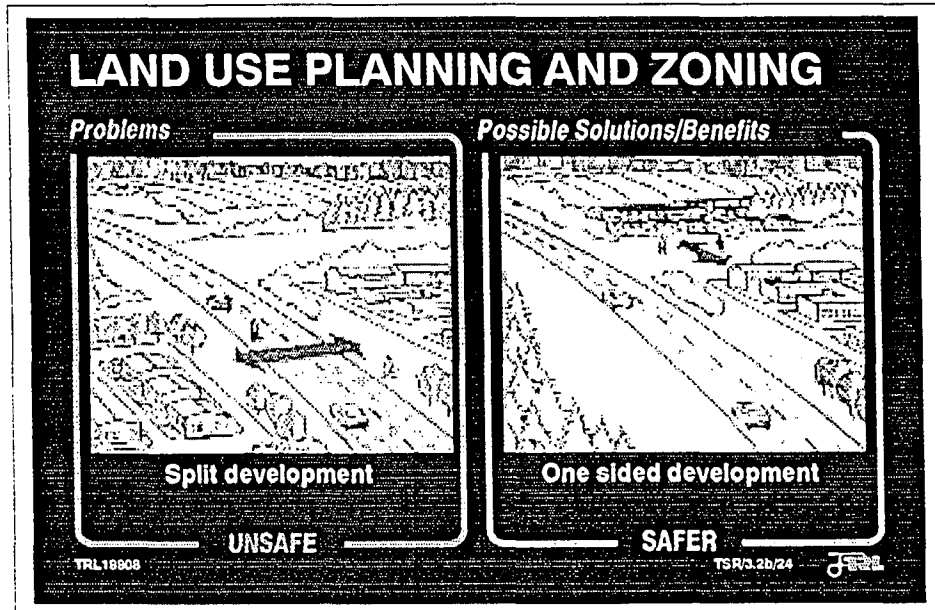 LAND USE PLANNING AND ZONING
Problems
Possible Solutions/Benefits
Split development
One sided development
UNSAFE
SAFER
TRL18808
TSR/3.2b/24